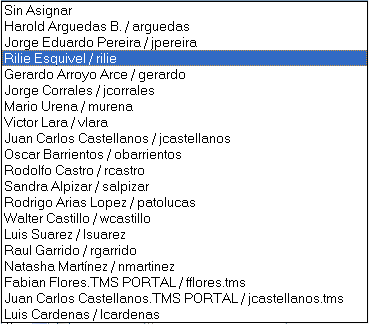 Sin Asignar
Harold Arguedas B. / arguedas
Jorge Eduardo Pereira / jpereira
Rilie Esquivel / rilie
Gerardo Arroyo Arce / gerardo
Jorge Corrales / jcorrales
Mario Urena / murena
Victor Lara / vlara
Juan Carlos Castellanos / jcastellanos
Oscar Barrientos / obarrientos
Rodolfo Castro / rcastro
Sandra Alpizar / salpizar
Rodrigo Arias Lopez / patolucas
Walter Castillo / wcastillo
Luis Suarez / lsuarez
Raul Garrido / rgarrido
Natasha Martínez / nmartinez
Fabian Flores.TMS PORTAL / fflores.tms
Juan Carlos Castellanos.TMS PORTAL / jcastellanos.tms
Luis Cardenas / lcardenas